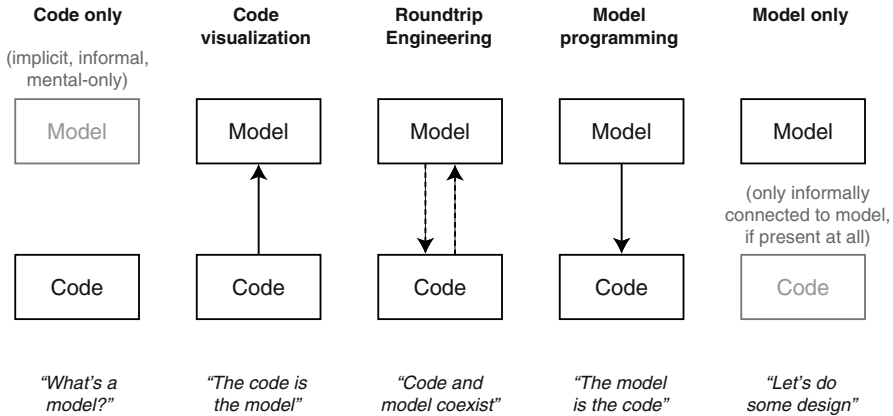 Code only
(implicit, informal,
mental-only)
Model
Code
“What’s a
model?”
Code
visualization
Model
Code
“The code is
the model”
Roundtrip
Engineering
Model
Code
“Code and
model coexist”
Model
programming
Model
Code
“The model
is the code”
Model only
Model
(only informally
connected to model,
if present at all)
Code
“Let’s do
some design”